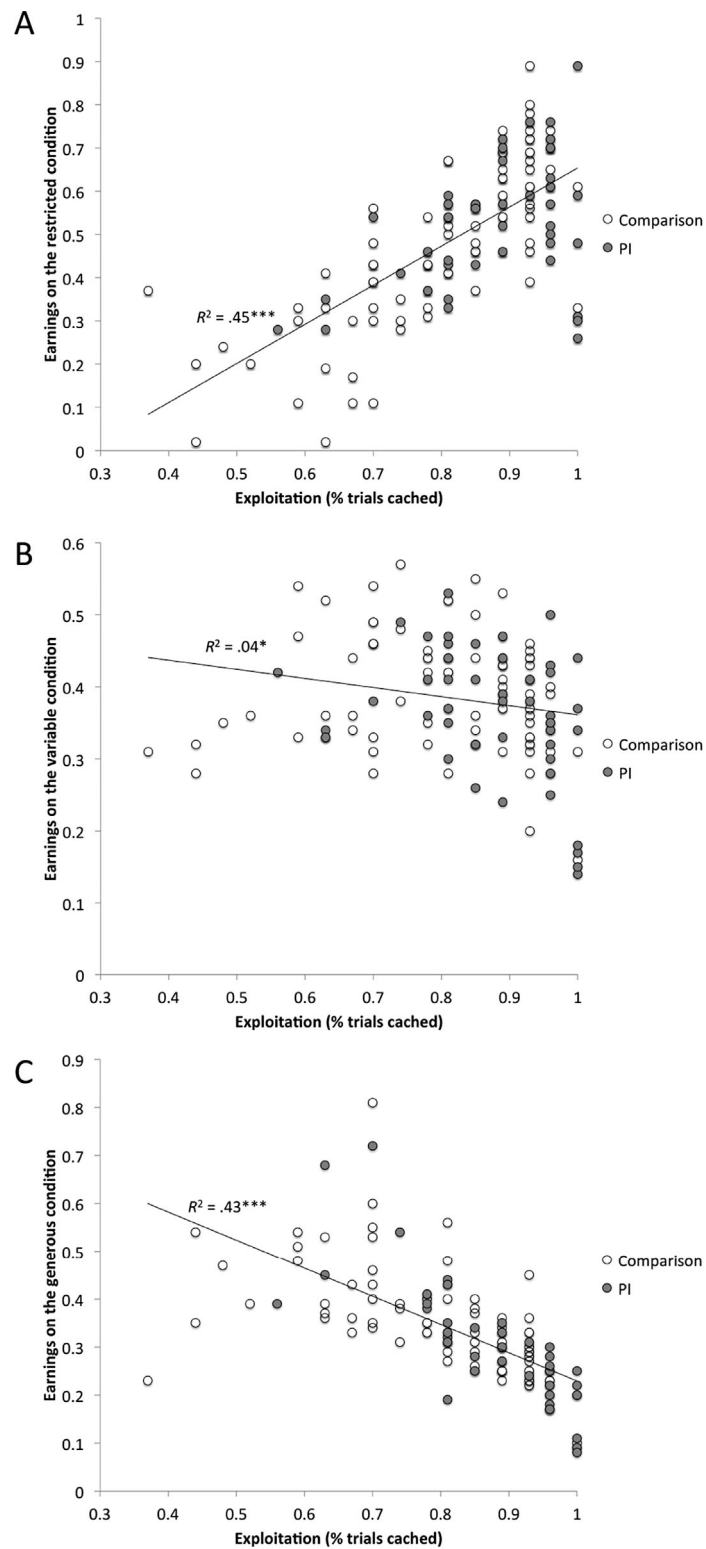 A
1
0.9
0.8
0.7
0.6
0.5
0.4
0.3
0.2
0.1
0
Earnings on the restricted condition
R² = .45***
Comparison
PI
0.3 0.4 0.5 0.6 0.7 0.8 0.9 1
Exploitation (% trials cached)
B
0.6
0.5
0.4
0.3
0.2
0.1
0
Earnings on the variable condition
R² = .04*
Comparison
PI
0.3 0.4 0.5 0.6 0.7 0.8 0.9 1
Exploitation (% trials cached)
C
0.9
0.8
0.7
0.6
0.5
0.4
0.3
0.2
0.1
0
Earnings on the generous condition
R² = .43***
Comparison
PI
0.3 0.4 0.5 0.6 0.7 0.8 0.9 1
Exploitation (% trials cached)